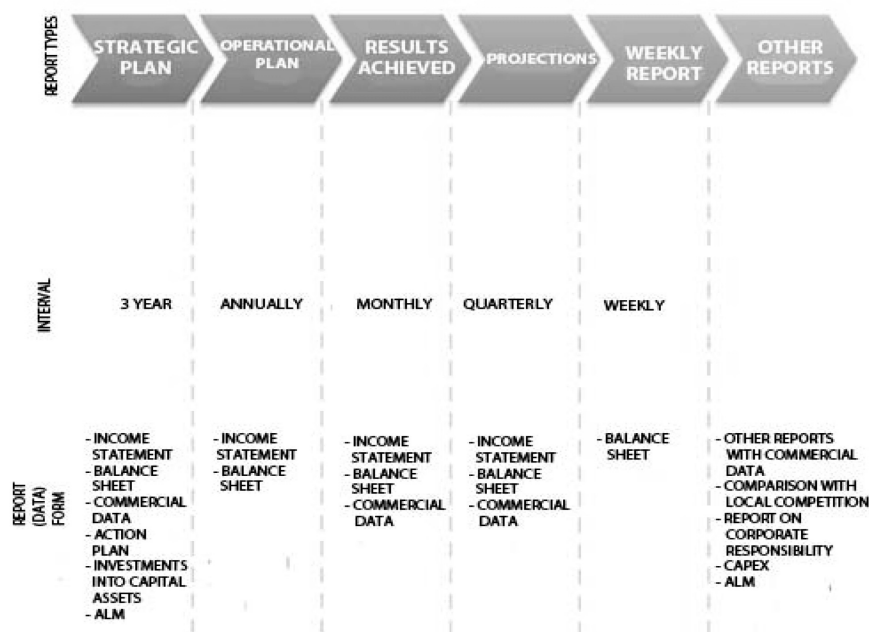 REPORT TYPES
STRATEGIC
PLAN
OPERATIONAL
PLAN
RESULTS
ACHIEVED
PROJECTIONS
WEEKLY
REPORT
OTHER
REPORTS
INTERVAL
3 YEAR
ANNUALLY
MONTHLY
QUARTERLY
WEEKLY
REPORT
(DATA)
FORM
- INCOME
STATEMENT
- BALANCE
SHEET
- COMMERCIAL
DATA
- ACTION
PLAN
- INVESTMENTS
INTO CAPITAL
ASSETS
- ALM
- INCOME
STATEMENT
- BALANCE
SHEET
- INCOME
STATEMENT
- BALANCE
SHEET
- COMMERCIAL
DATA
- INCOME
STATEMENT
- BALANCE
SHEET
- COMMERCIAL
DATA
- BALANCE
SHEET
- OTHER REPORTS
WITH COMMERCIAL
DATA
- COMPARISON WITH
LOCAL COMPETITION
- REPORT ON
CORPORATE
RESPONSIBILITY
- CAPEX
- ALM